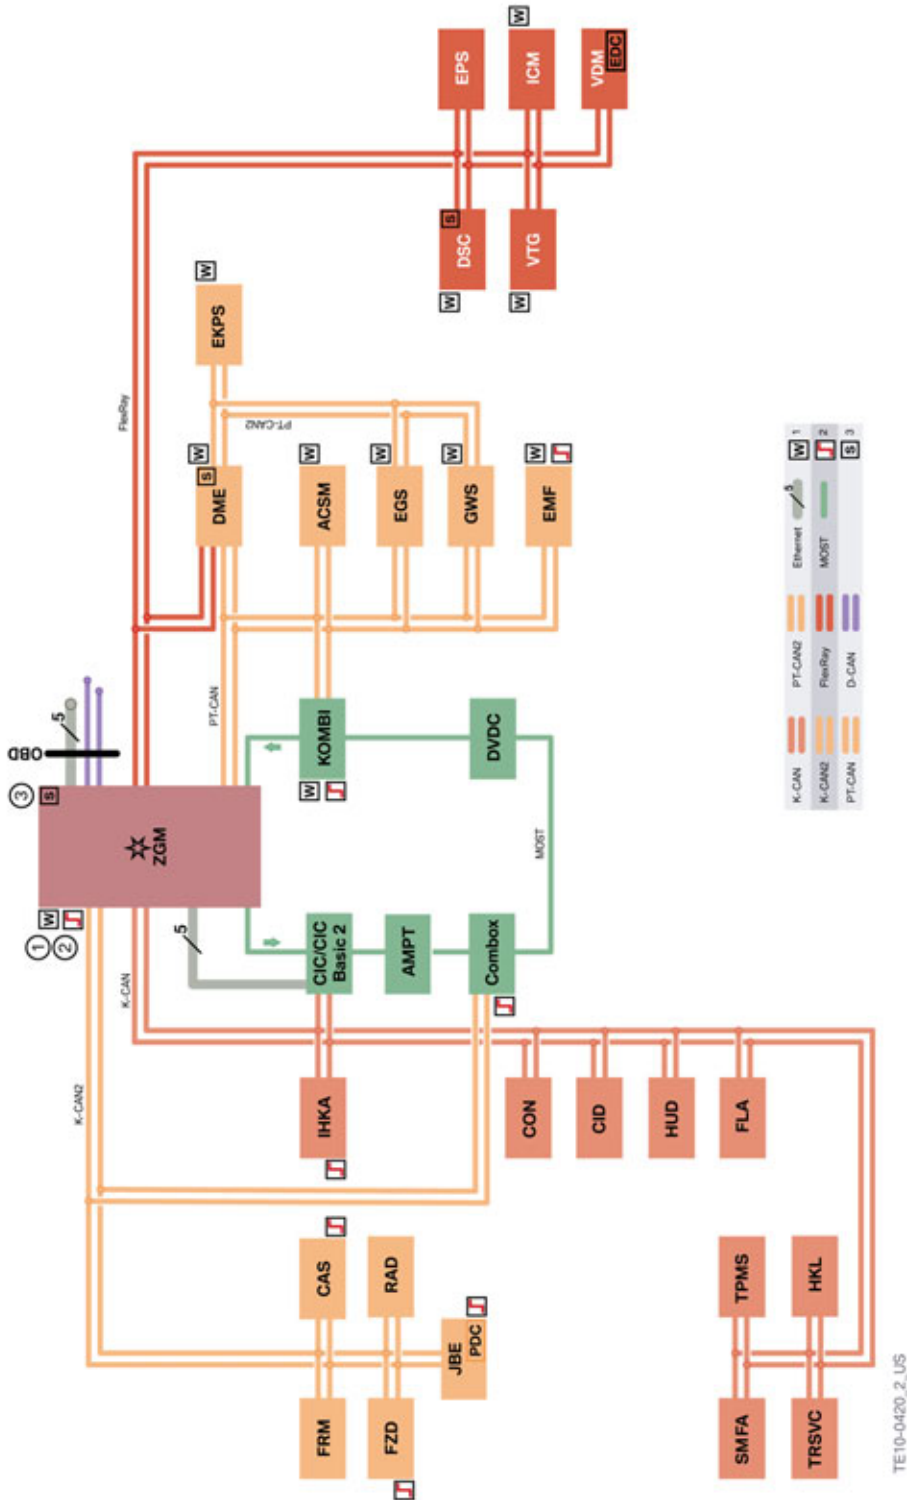 1
W
2
3
S
OBD
5
K-CAN2
K-CAN
ZGM
FlexRay
5
PT-CAN
DME
S
W
EKPS
W
PT-CAN2
FRM
CAS
IHKA
CIC/CIC
Basic 2
W
KOMBI
ACSM
W
FZD
RAD
AMPT
EGS
W
JBE
PDC
Combox
DVDC
GWS
W
W
DSC
S
EPS
CON
MOST
EMF
W
W
VTG
ICM
W
CID
VDM
EDC
HUD
SMFA
TPMS
FLA
TRSVC
HKL
K-CAN
PT-CAN2
Ethernet
5
W
1
K-CAN2
FlexRay
MOST
2
PT-CAN
D-CAN
S
3
TE10-0420_2_US